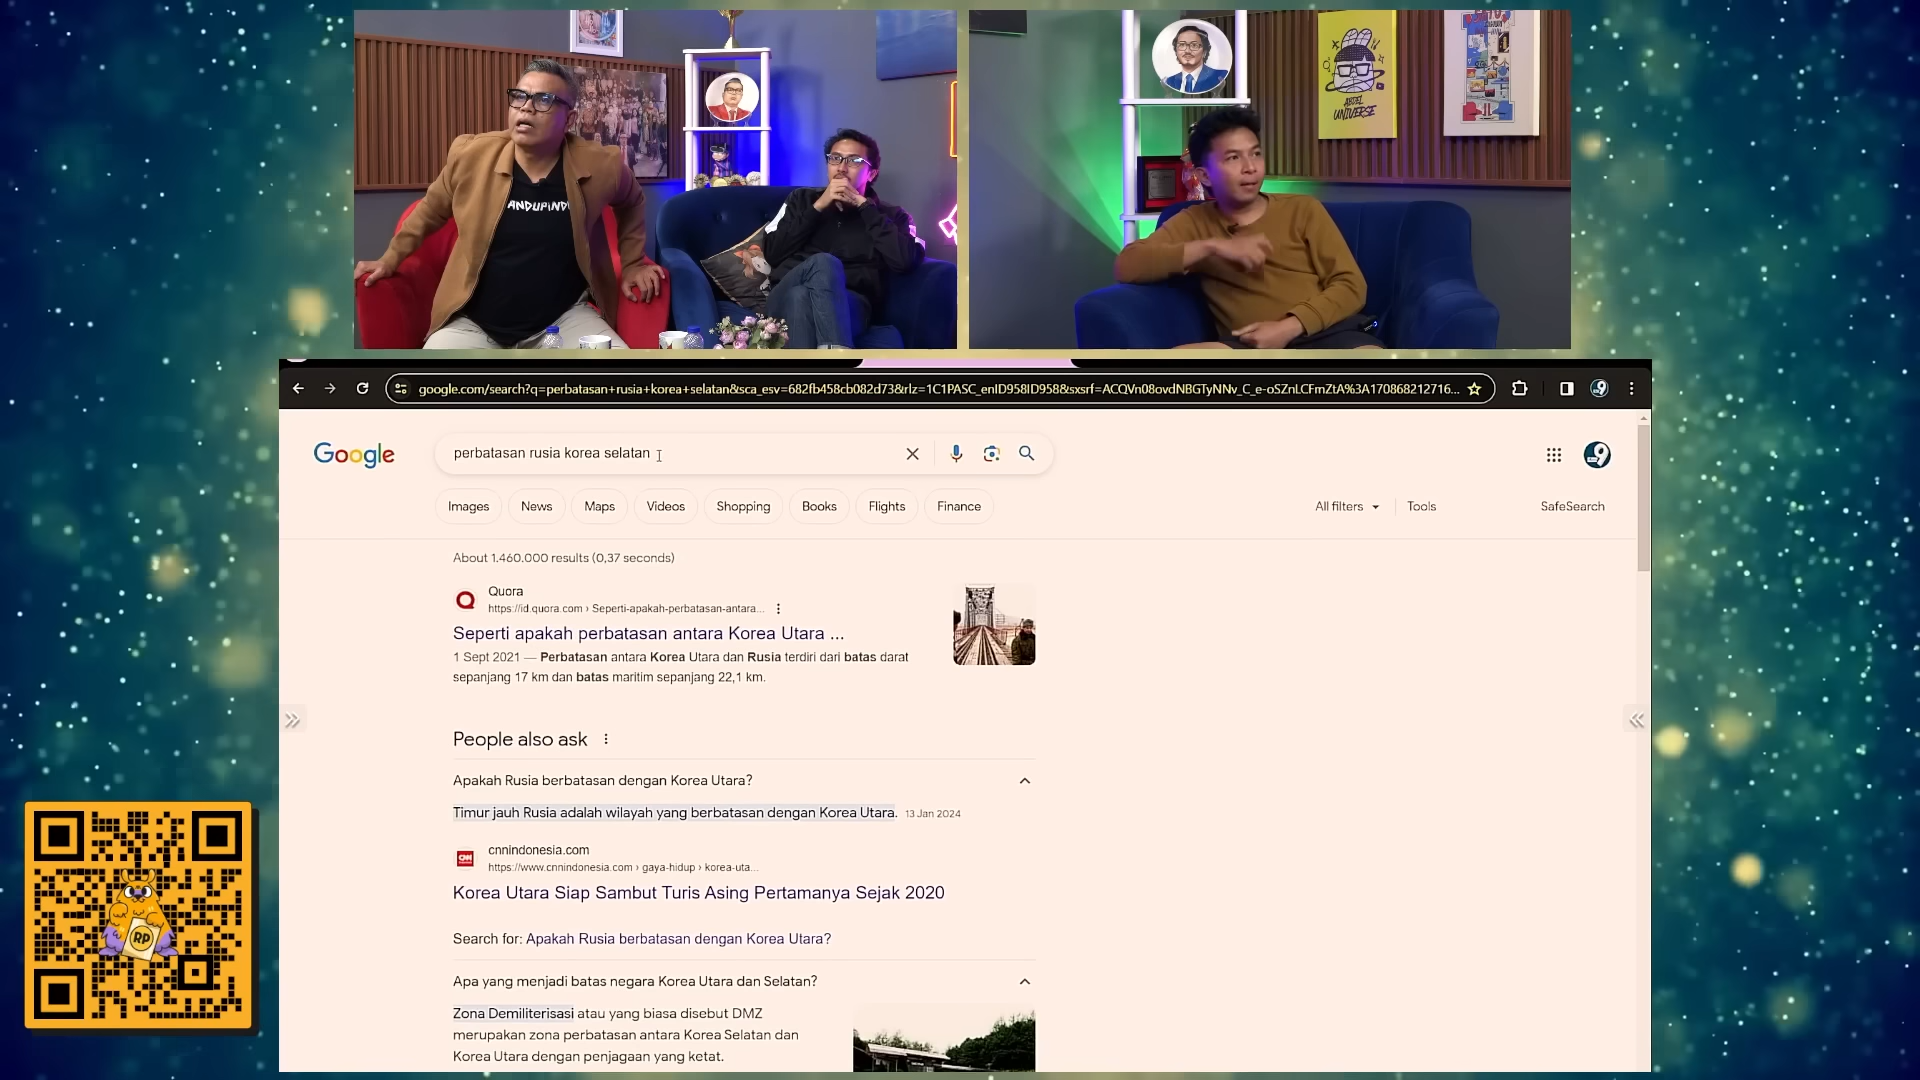 ANDUPIND
ABDEL
UNIVERSE
google.com/search?q=perbatasan+rusia+korea+selatan&sca_esv=682fb458cb082d73&rlz=1C1PASC_enID958ID958&sxsrf=ACQVn08ovdNBGTyNNv_C_e-oSZnLCFmZtA%3A170868212716...
Google
perbatasan rusia korea selatan
Images News Maps Videos Shopping Books Flights Finance All filters Tools SafeSearch
About 1.460.000 results (0,37 seconds)
Quora
https://id.quora.com › Seperti-apakah-perbatasan-antara...
Seperti apakah perbatasan antara Korea Utara ...
1 Sept 2021 — Perbatasan antara Korea Utara dan Rusia terdiri dari batas darat
sepanjang 17 km dan batas maritim sepanjang 22,1 km.
People also ask
Apakah Rusia berbatasan dengan Korea Utara?
Timur jauh Rusia adalah wilayah yang berbatasan dengan Korea Utara. 13 Jan 2024
cnnindonesia.com
https://www.cnnindonesia.com › gaya-hidup › korea-uta...
Korea Utara Siap Sambut Turis Asing Pertamanya Sejak 2020
Search for: Apakah Rusia berbatasan dengan Korea Utara?
Apa yang menjadi batas negara Korea Utara dan Selatan?
Zona Demiliterisasi atau yang biasa disebut DMZ
merupakan zona perbatasan antara Korea Selatan dan
Korea Utara dengan penjagaan yang ketat.
RP